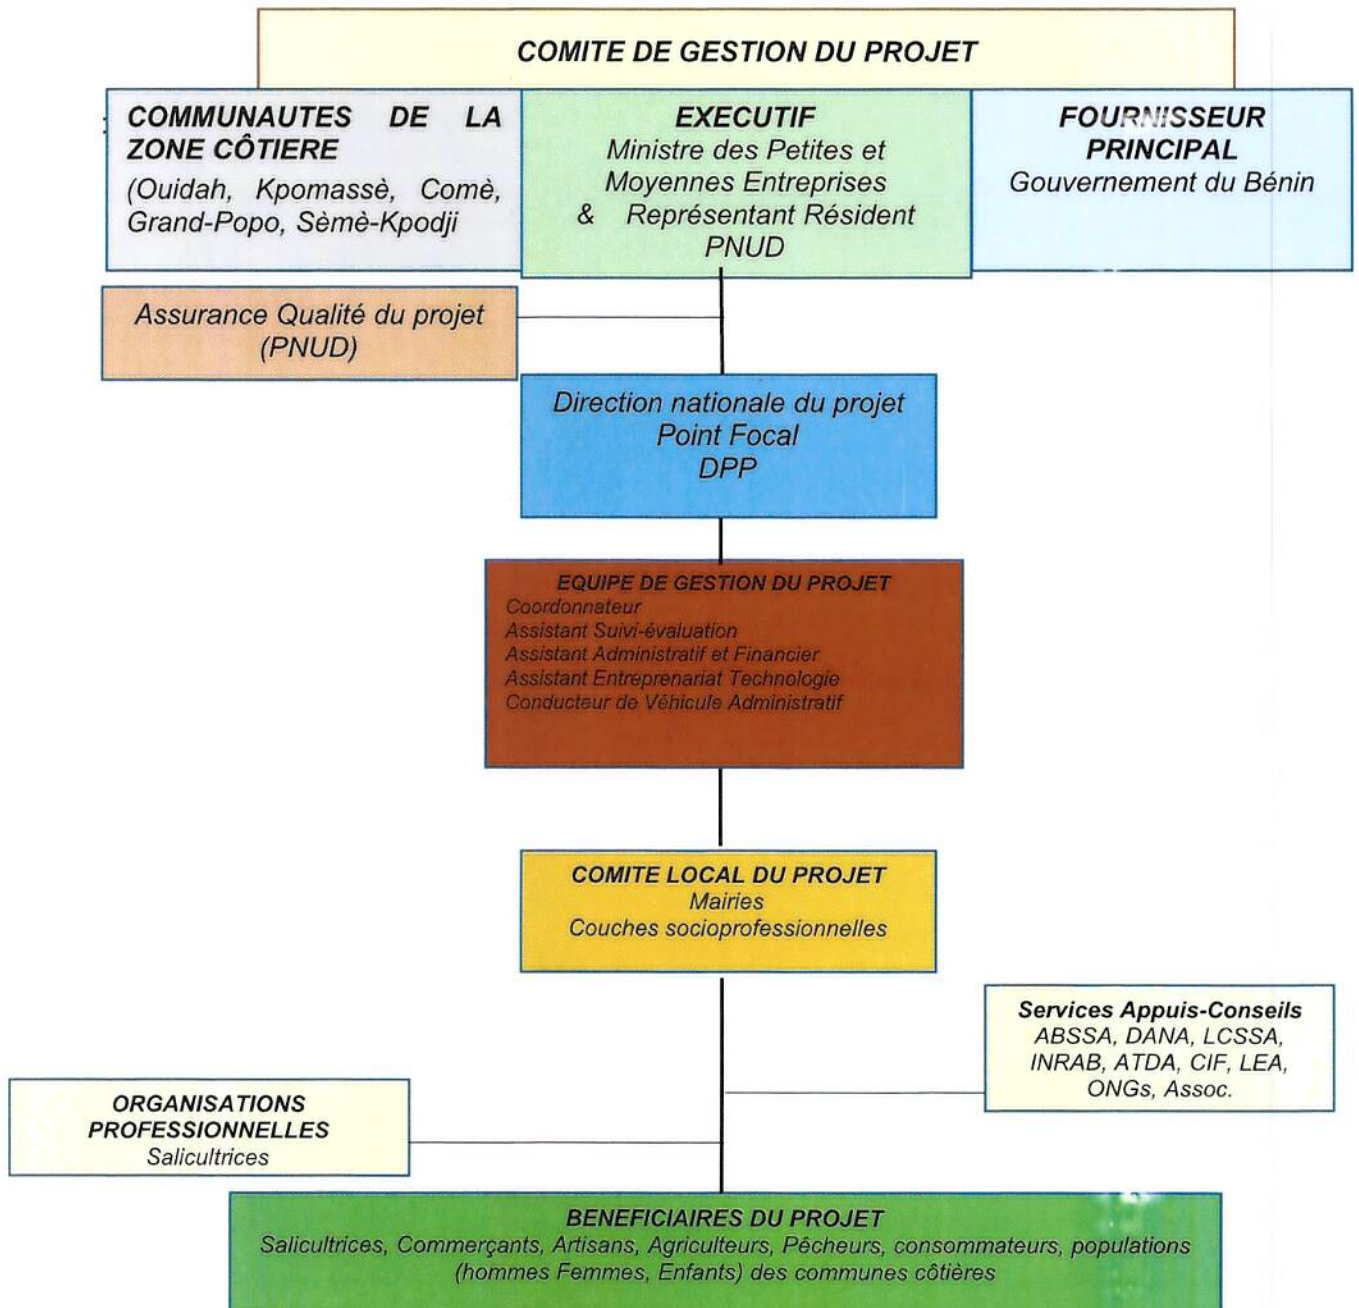 COMITE DE GESTION DU PROJET
COMMUNAUTES DE LA
ZONE CÔTIERE
(Ouidah, Kpomassè, Comè,
Grand-Popo, Sèmè-Kpodji
EXECUTIF
Ministre des Petites et
Moyennes Entreprises
& Représentant Résident
PNUD
FOURNISSEUR
PRINCIPAL
Gouvernement du Bénin
Assurance Qualité du projet
(PNUD)
Direction nationale du projet
Point Focal
DPP
EQUIPE DE GESTION DU PROJET
Coordonnateur
Assistant Suivi-évaluation
Assistant Administratif et Financier
Assistant Entreprenariat Technologie
Conducteur de Véhicule Administratif
COMITE LOCAL DU PROJET
Mairies
Couches socioprofessionnelles
Services Appuis-Conseils
ABSSA, DANA, LCSSA,
INRAB, ATDA, CIF, LEA,
ONGs, Assoc.
ORGANISATIONS
PROFESSIONNELLES
Salicultrices
BENEFICIAIRES DU PROJET
Salicultrices, Commerçants, Artisans, Agriculteurs, Pêcheurs, consommateurs, populations
(hommes Femmes, Enfants) des communes côtières